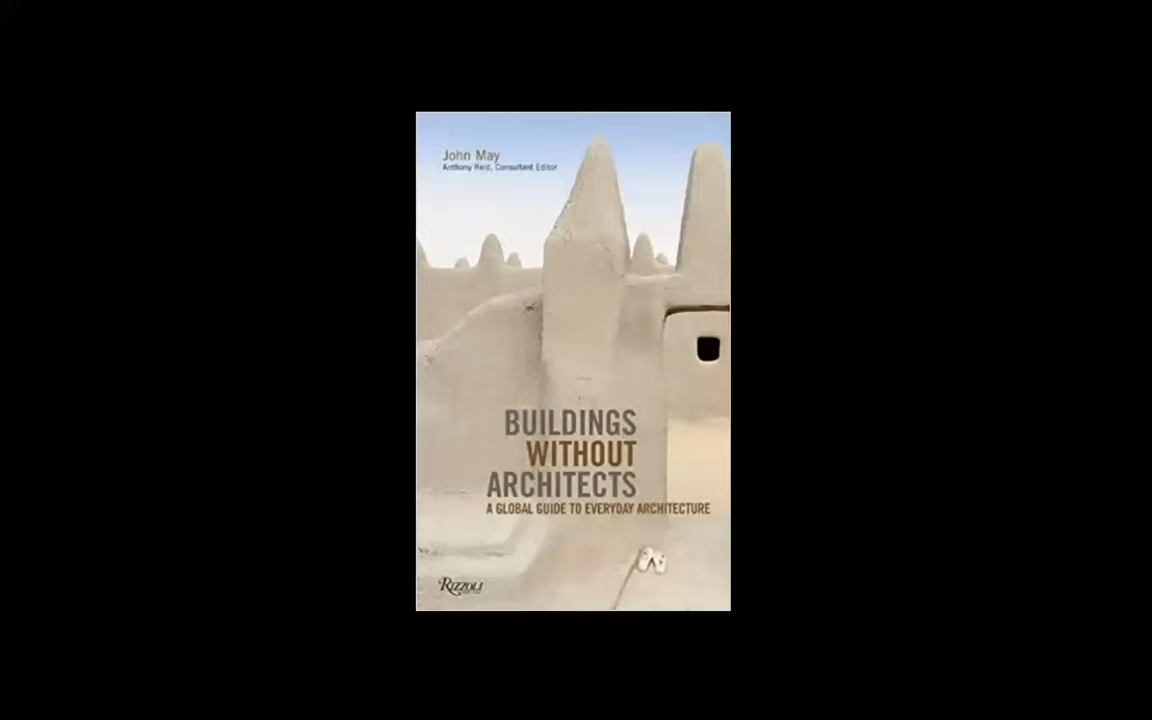 John May
Anthony Reid, Consultant Editor
BUILDINGS
WITHOUT
ARCHITECTS
A GLOBAL GUIDE TO EVERYDAY ARCHITECTURE
RIZZOLI